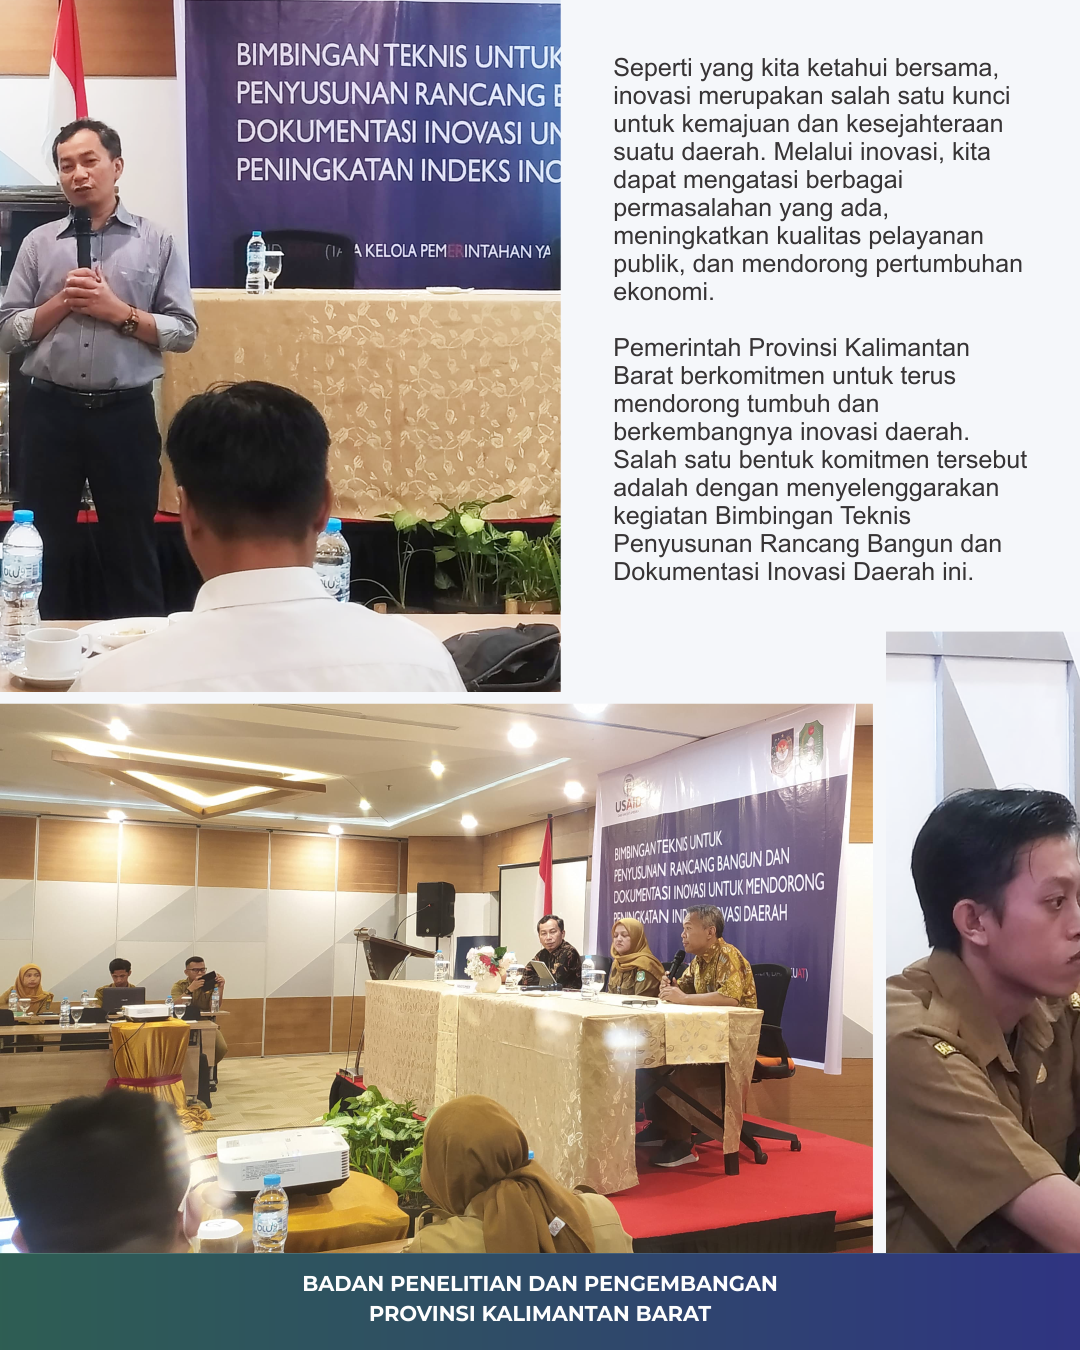 BIMBINGAN TEKNIS UNTUK
PENYUSUNAN RANCANG
DOKUMENTASI INOVASI
PENINGKATAN INDEKS
KELOLA PEMERINTAHAN
Seperti yang kita ketahui bersama,
inovasi merupakan salah satu kunci
untuk kemajuan dan kesejahteraan
suatu daerah. Melalui inovasi, kita
dapat mengatasi berbagai
permasalahan yang ada,
meningkatkan kualitas pelayanan
publik, dan mendorong pertumbuhan
ekonomi.
Pemerintah Provinsi Kalimantan
Barat berkomitmen untuk terus
mendorong tumbuh dan
berkembangnya inovasi daerah.
Salah satu bentuk komitmen tersebut
adalah dengan menyelenggarakan
kegiatan Bimbingan Teknis
Penyusunan Rancang Bangun dan
Dokumentasi Inovasi Daerah ini.
USAID
BIMBINGAN TEKNIS UNTUK
PENYUSUNAN RANCANG BANGUN DAN
DOKUMENTASI INOVASI UNTUK MENDORONG
PENINGKATAN INDEKS INOVASI DAERAH
BADAN PENELITIAN DAN PENGEMBANGAN
PROVINSI KALIMANTAN BARAT